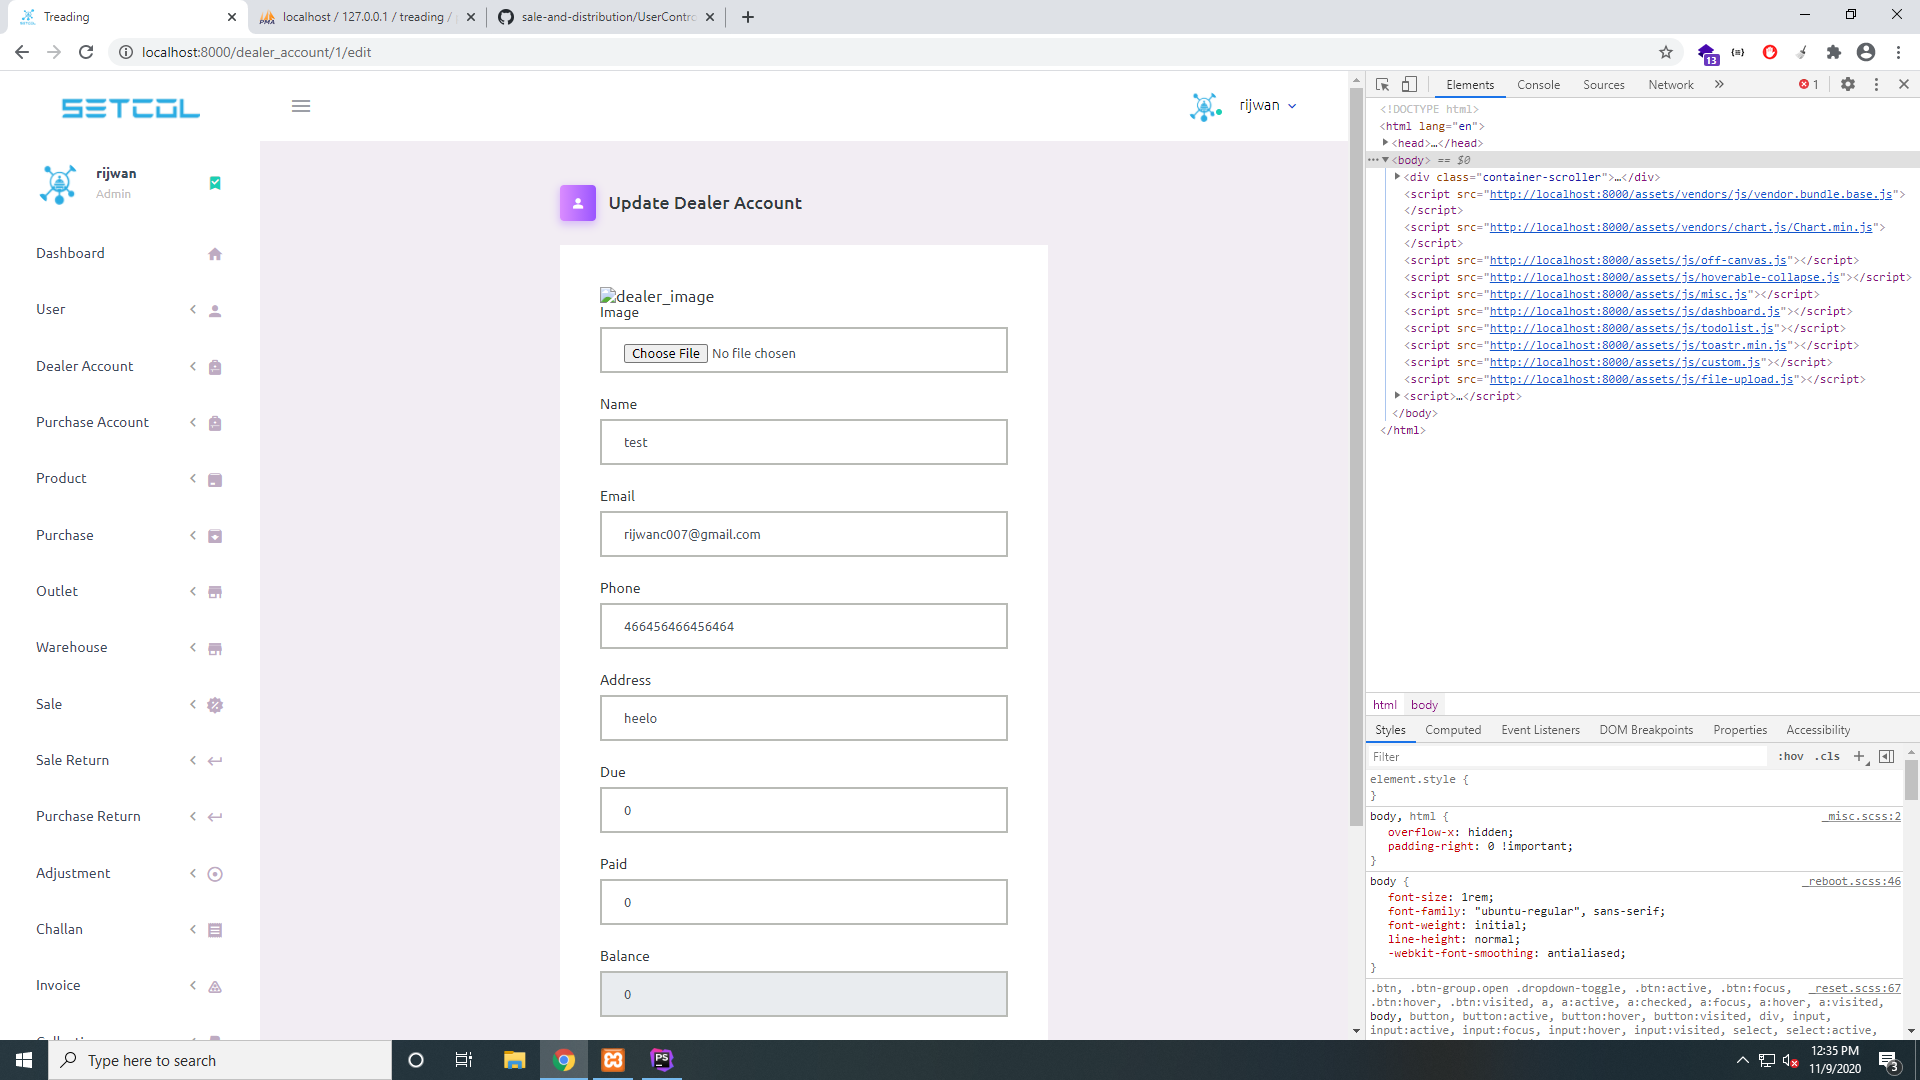 Treading
localhost / 127.0.0.1 / treading /
sale-and-distribution/UserContro
localhost:8000/dealer_account/1/edit
13
SETCOL
rijwan
rijwan
Admin
Dashboard
User
Dealer Account
Purchase Account
Product
Purchase
Outlet
Warehouse
Sale
Sale Return
Purchase Return
Adjustment
Challan
Invoice
Update Dealer Account
dealer_image
Image
Choose File No file chosen
Name
test
Email
rijwanc007@gmail.com
Phone
466456466456464
Address
heelo
Due
0
Paid
0
Balance
0
Elements Console Sources Network » 1
<!DOCTYPE html>
<html lang="en">
<head>…</head>
<body> == $0
<div class="container-scroller">…</div>
<script src="http://localhost:8000/assets/vendors/js/vendor.bundle.base.js">
</script>
<script src="http://localhost:8000/assets/vendors/chart.js/Chart.min.js">
</script>
<script src="http://localhost:8000/assets/js/off-canvas.js"></script>
<script src="http://localhost:8000/assets/js/hoverable-collapse.js"></script>
<script src="http://localhost:8000/assets/js/misc.js"></script>
<script src="http://localhost:8000/assets/js/dashboard.js"></script>
<script src="http://localhost:8000/assets/js/todolist.js"></script>
<script src="http://localhost:8000/assets/js/toastr.min.js"></script>
<script src="http://localhost:8000/assets/js/custom.js"></script>
<script src="http://localhost:8000/assets/js/file-upload.js"></script>
<script>…</script>
</body>
</html>
html body
Styles Computed Event Listeners DOM Breakpoints Properties Accessibility
Filter :hov .cls +
element.style {
}
body, html { _misc.scss:2
overflow-x: hidden;
padding-right: 0 !important;
}
body { _reboot.scss:46
font-size: 1rem;
font-family: "ubuntu-regular", sans-serif;
font-weight: initial;
line-height: normal;
-webkit-font-smoothing: antialiased;
}
.btn, .btn-group.open .dropdown-toggle, .btn:active, .btn:focus, _reset.scss:67
.btn:hover, .btn:visited, a, a:active, a:checked, a:focus, a:hover, a:visited,
body, button, button:active, button:hover, button:visited, div, input,
input:active, input:focus, input:hover, input:visited, select, select:active,
Type here to search
PS
12:35 PM
11/9/2020
3